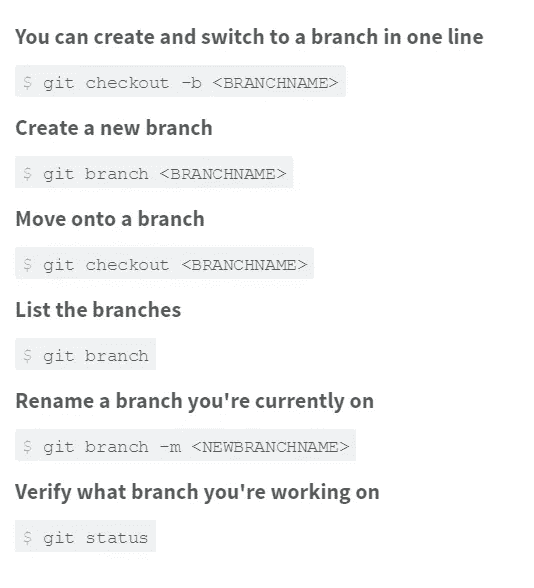 You can create and switch to a branch in one line
$ git checkout -b <BRANCHNAME>
Create a new branch
$ git branch <BRANCHNAME>
Move onto a branch
$ git checkout <BRANCHNAME>
List the branches
$ git branch
Rename a branch you're currently on
$ git branch -m <NEWBRANCHNAME>
Verify what branch you're working on
$ git status